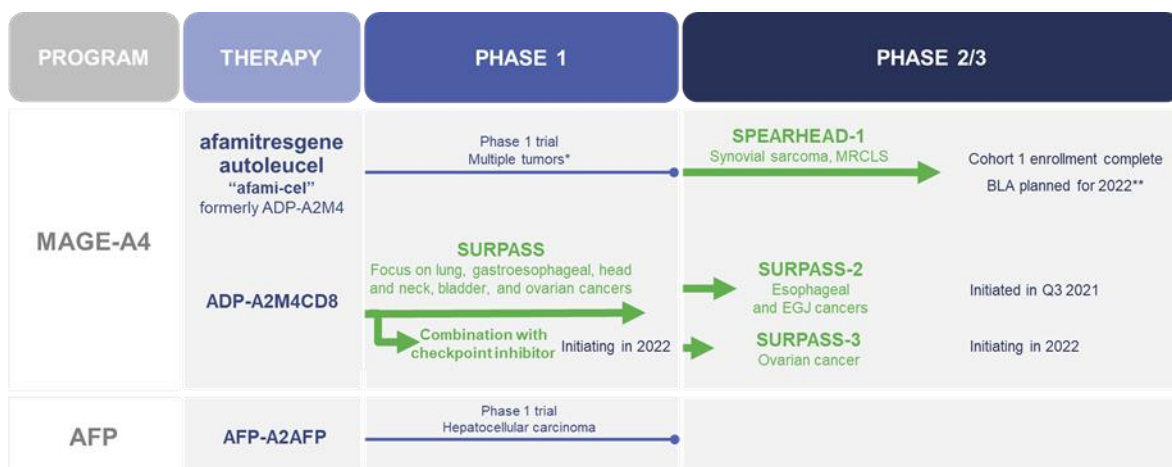 PROGRAM
THERAPY
PHASE 1
PHASE 2/3
MAGE-A4
afamitresgene
autoleucel
"afami-cel"
formerly ADP-A2M4
Phase 1 trial
Multiple tumors*
SPEARHEAD-1
Synovial sarcoma, MRCLS
Cohort 1 enrollment complete
BLA planned for 2022**
ADP-A2M4CD8
SURPASS
Focus on lung, gastroesophageal, head
and neck, bladder, and ovarian cancers
Combination with
checkpoint inhibitor
Initiating in 2022
SURPASS-2
Esophageal
and EGJ cancers
Initiated in Q3 2021
SURPASS-3
Ovarian cancer
Initiating in 2022
AFP
AFP-A2AFP
Phase 1 trial
Hepatocellular carcinoma